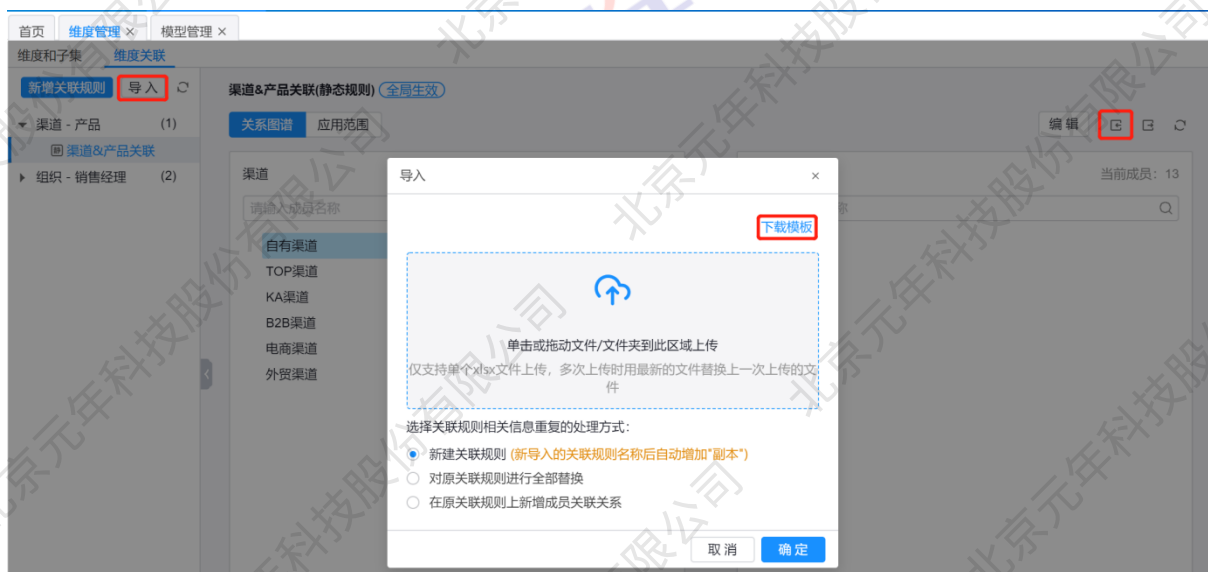 首页 维度管理 × 模型管理 ×
维度和子集 维度关联
新增关联规则 导入
渠道&产品关联(静态规则) 全局生效
渠道 - 产品 (1)
关系图谱 应用范围
编辑
渠道&产品关联
组织 - 销售经理 (2)
渠道
当前成员：13
请输入成员名称
自有渠道
TOP渠道
KA渠道
B2B渠道
电商渠道
外贸渠道
导入 ×
下载模板
单击或拖动文件/文件夹到此区域上传
仅支持单个xlsx文件上传，多次上传时用最新的文件替换上一次上传的文
件
选择关联规则相关信息重复的处理方式：
新建关联规则 (新导入的关联规则名称后自动增加"副本")
对原关联规则进行全部替换
在原关联规则上新增成员关联关系
取消 确定
北京元年科技股份有限公司